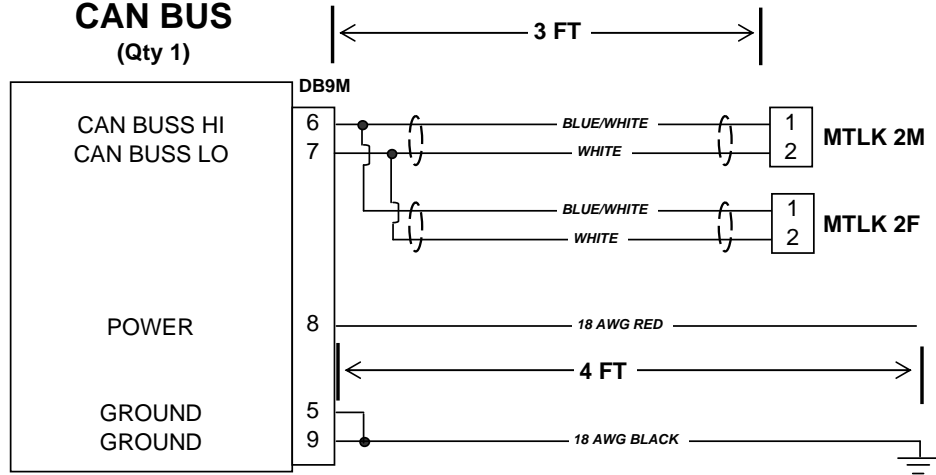 CAN BUS
(Qty 1)
3 FT
DB9M
CAN BUSS HI 6 BLUE/WHITE 1
CAN BUSS LO 7 WHITE 2
MTLK 2M
BLUE/WHITE 1
WHITE 2
MTLK 2F
POWER 8 18 AWG RED
4 FT
GROUND 5
GROUND 9 18 AWG BLACK